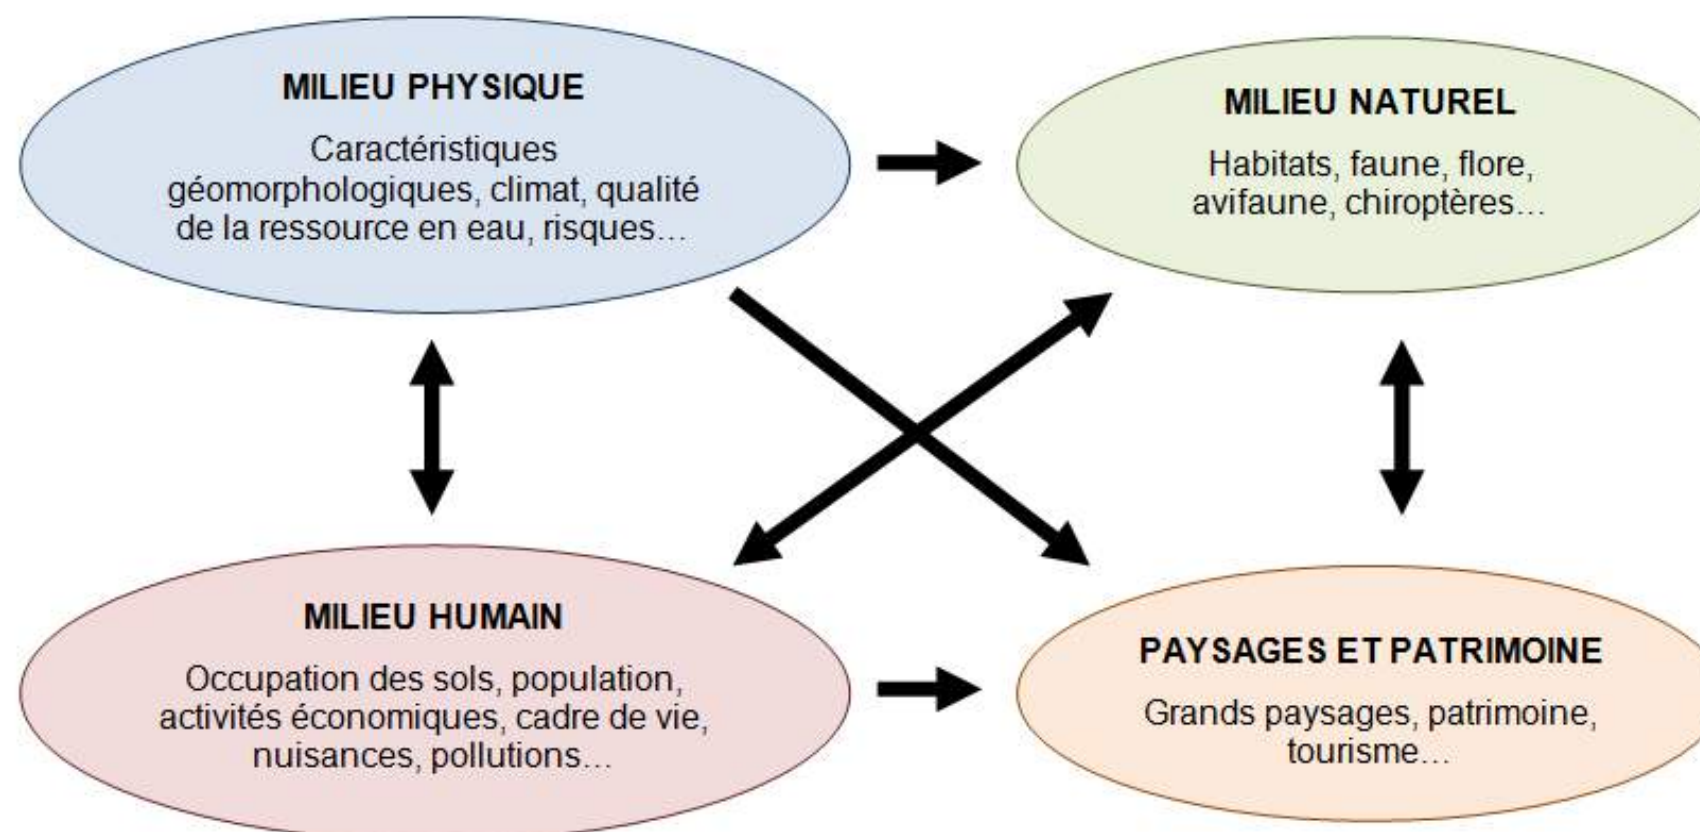 MILIEU PHYSIQUE
Caractéristiques
géomorphologiques, climat, qualité
de la ressource en eau, risques…
MILIEU NATUREL
Habitats, faune, flore,
avifaune, chiroptères…
MILIEU HUMAIN
Occupation des sols, population,
activités économiques, cadre de vie,
nuisances, pollutions…
PAYSAGES ET PATRIMOINE
Grands paysages, patrimoine,
tourisme…